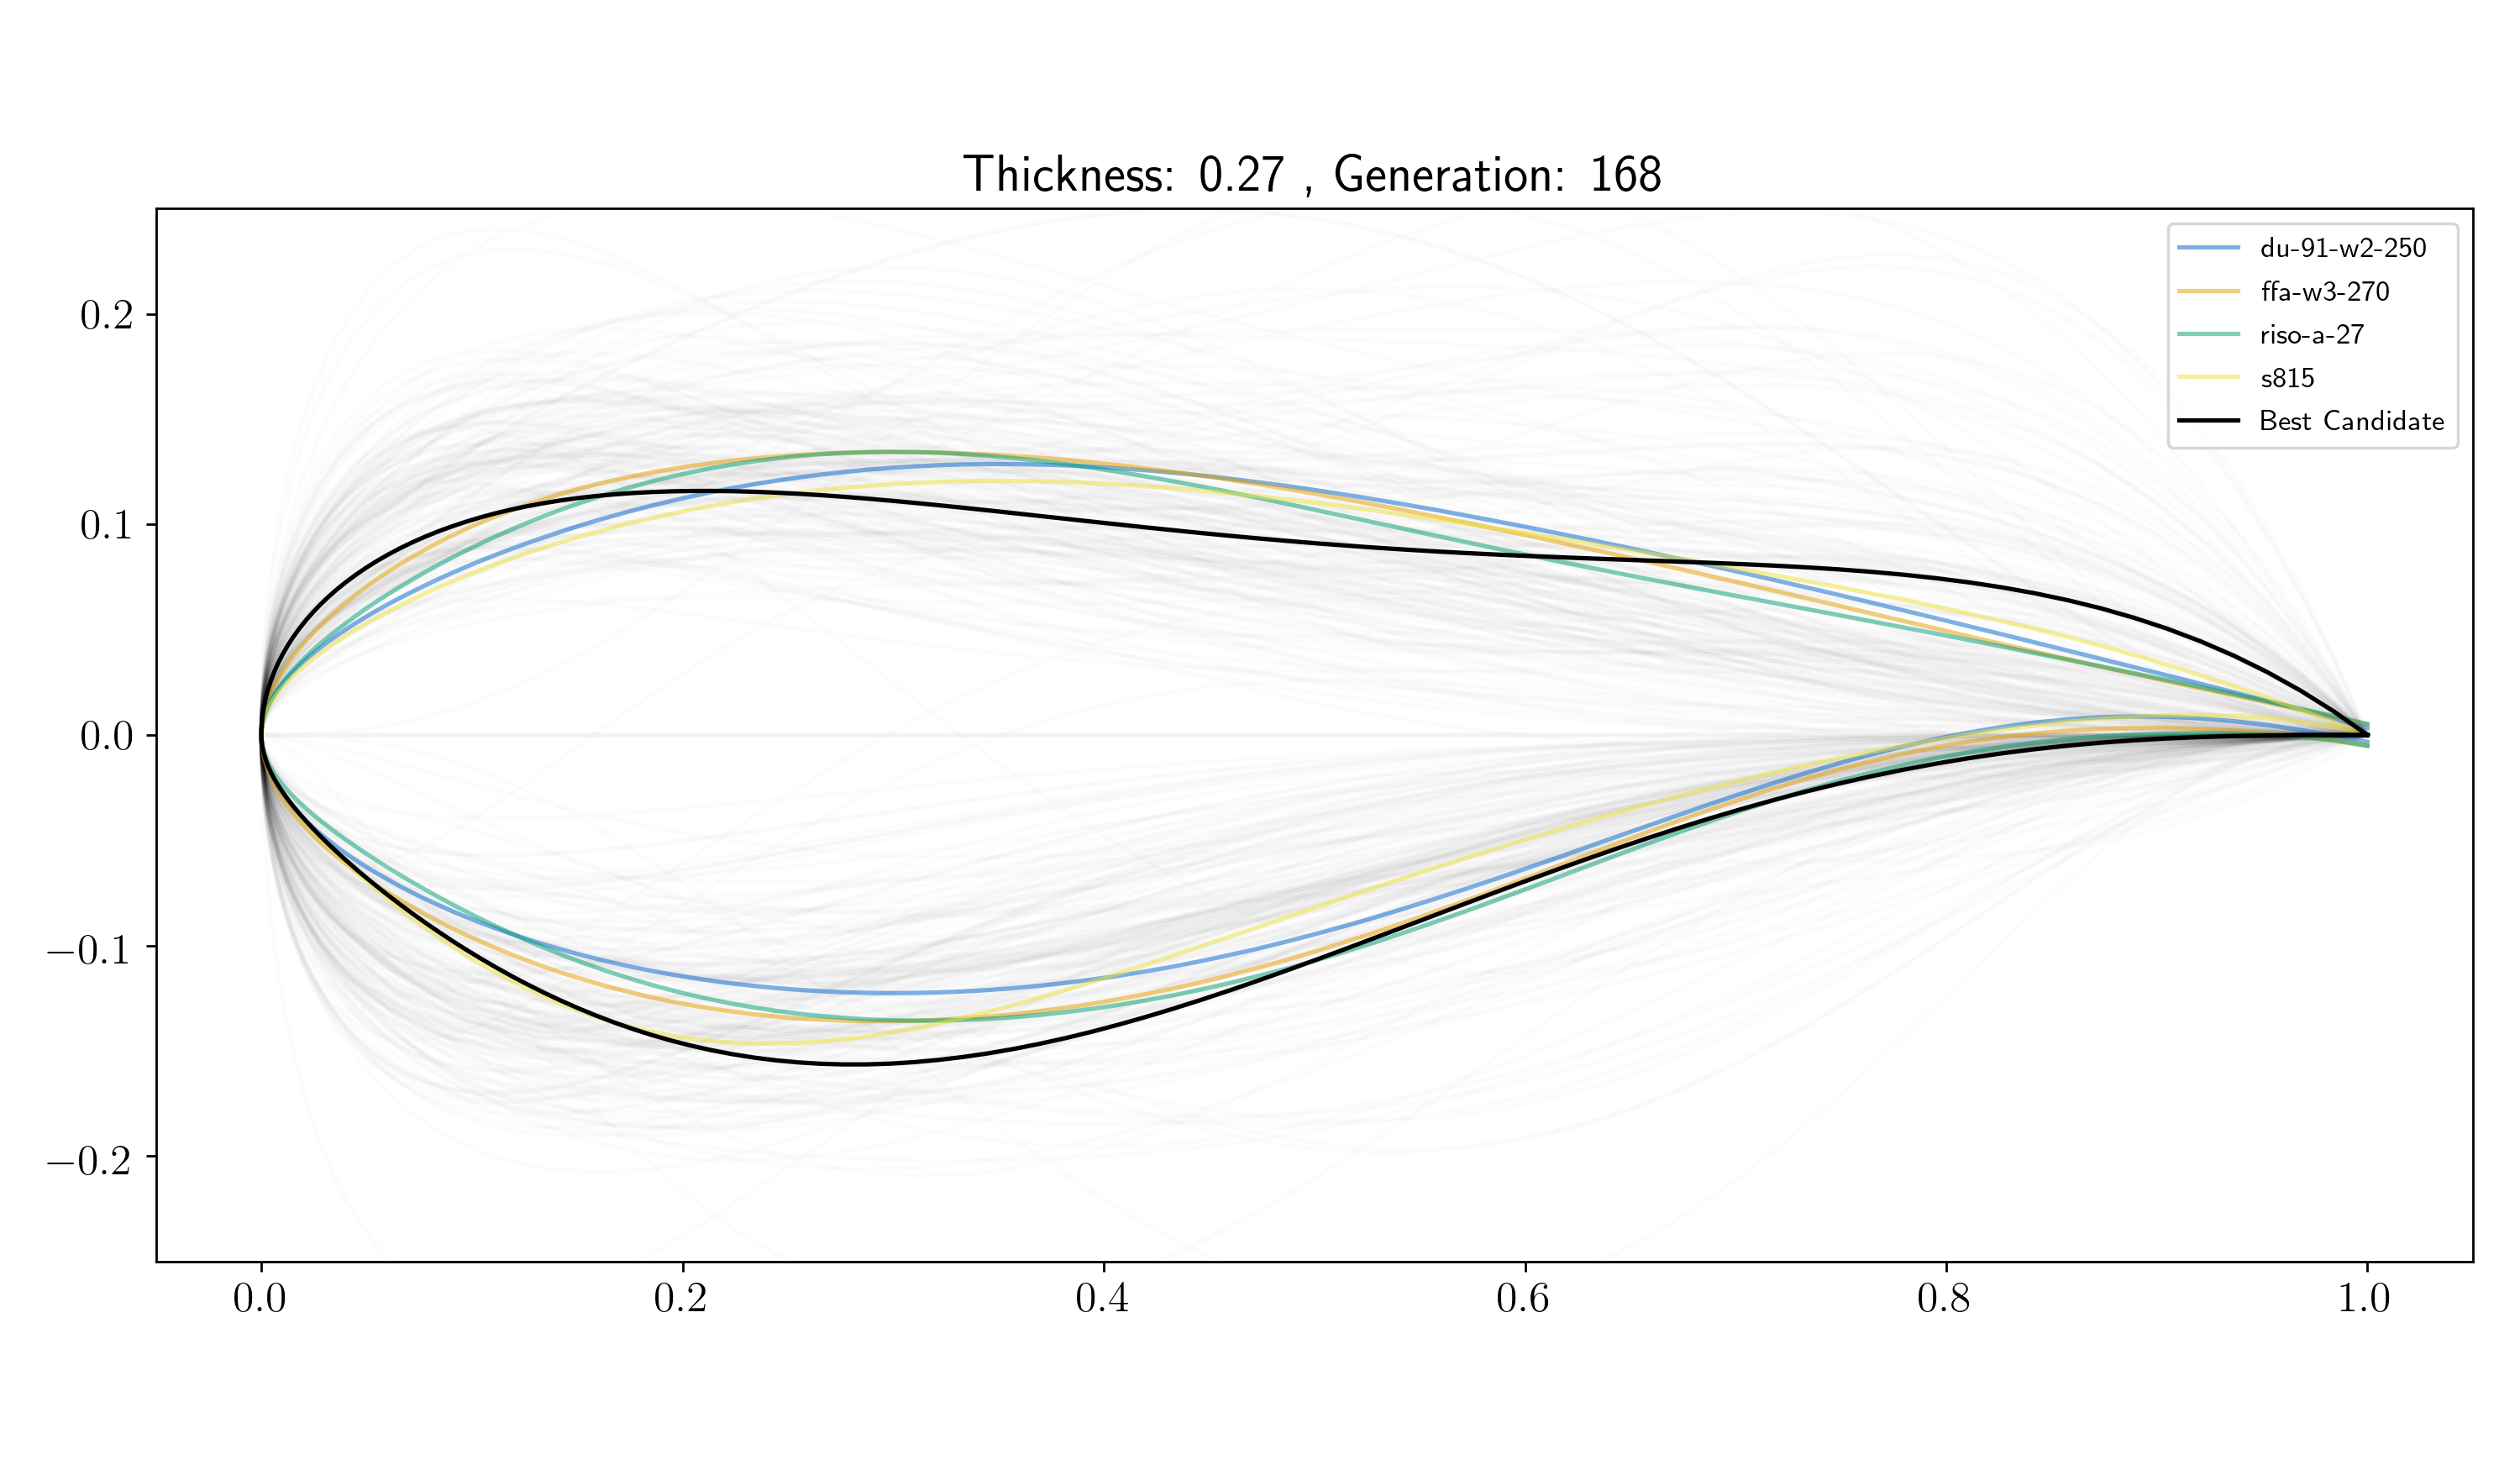 Thickness: 0.27 , Generation: 168
du-91-w2-250
ffa-w3-270
riso-a-27
s815
Best Candidate
0.2
0.1
0.0
−0.1
−0.2
0.0 0.2 0.4 0.6 0.8 1.0